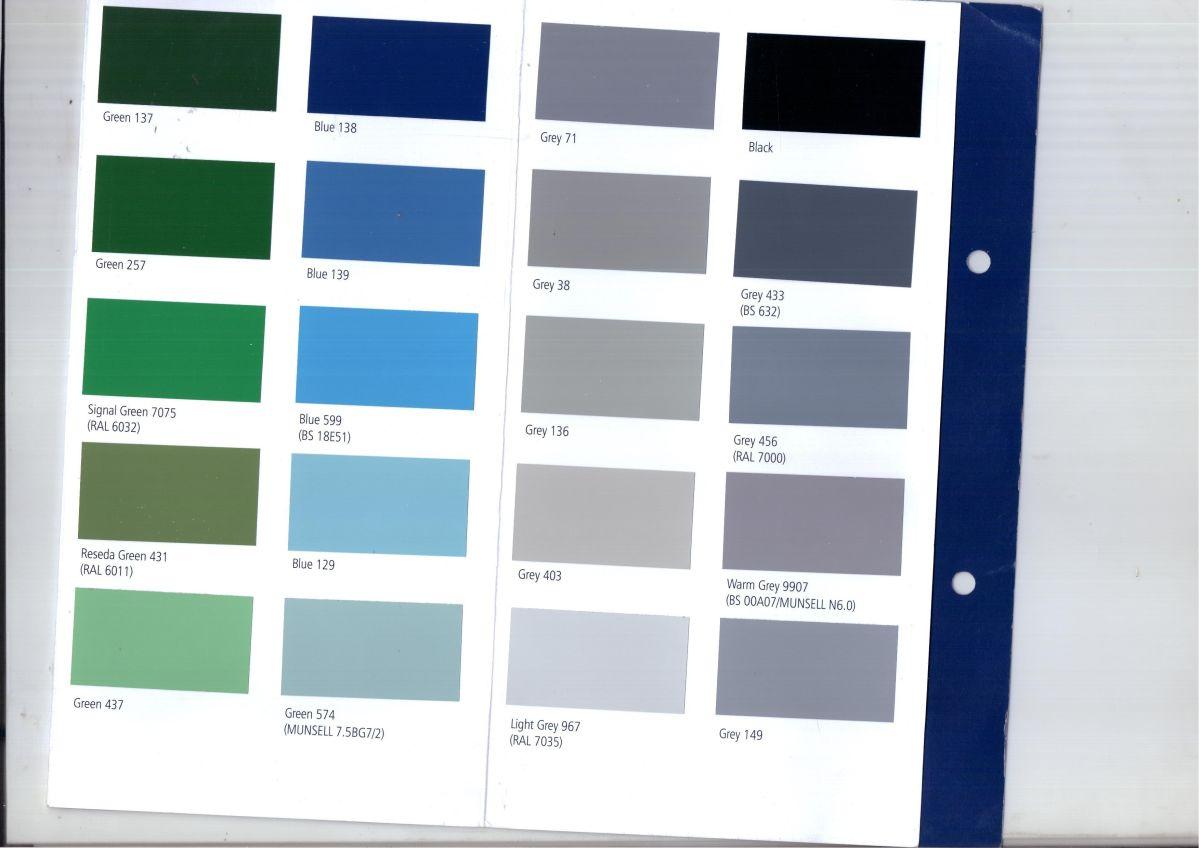 Green 137
Blue 138
Grey 71
Black
Green 257
Blue 139
Grey 38
Grey 433
(BS 632)
Signal Green 7075
(RAL 6032)
Blue 599
(BS 18E51)
Grey 136
Grey 456
(RAL 7000)
Reseda Green 431
(RAL 6011)
Blue 129
Grey 403
Warm Grey 9907
(BS 00A07/MUNSELL N6.0)
Green 437
Green 574
(MUNSELL 7.5BG7/2)
Light Grey 967
(RAL 7035)
Grey 149